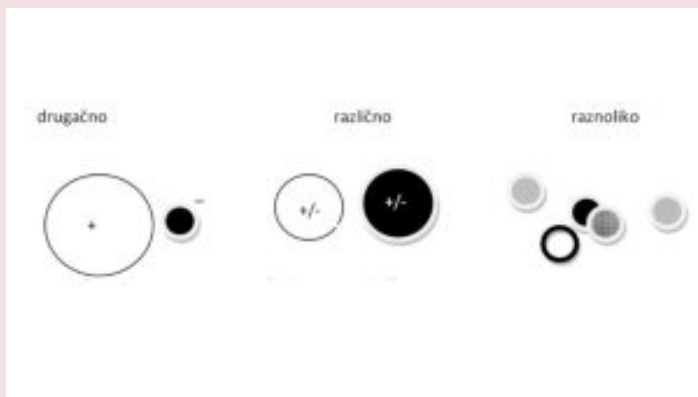 drugačno
različno
raznoliko
+
–
+/-
+/-